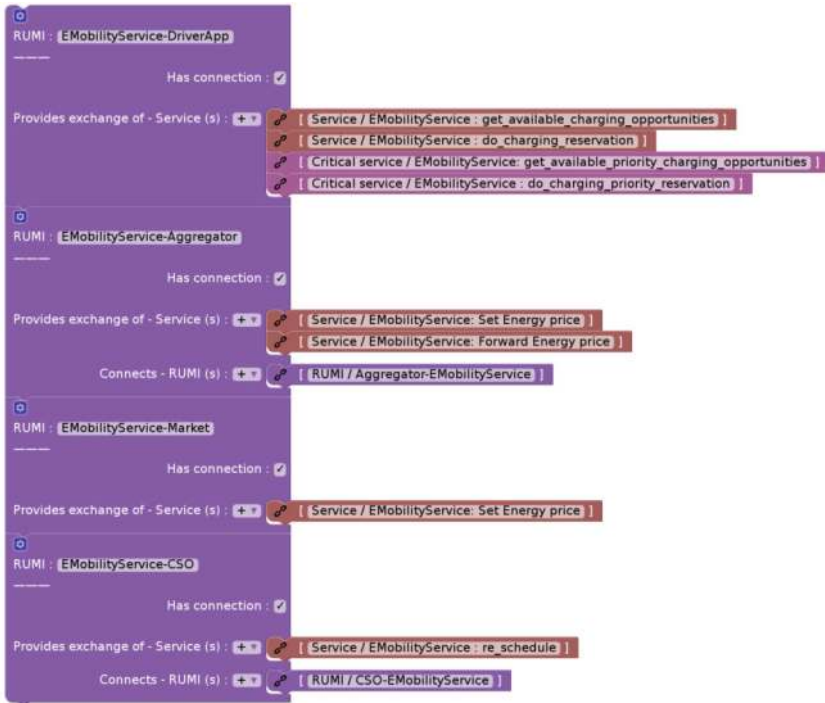 RUMI : EMobilityService-DriverApp
Has connection :
Provides exchange of - Service (s) : + [ Service / EMobilityService : get_available_charging_opportunities ]
[ Service / EMobilityService : do_charging_reservation ]
[ Critical service / EMobilityService: get_available_priority_charging_opportunities ]
[ Critical service / EMobilityService : do_charging_priority_reservation ]
RUMI : EMobilityService-Aggregator
Has connection :
Provides exchange of - Service (s) : + [ Service / EMobilityService: Set Energy price ]
[ Service / EMobilityService: Forward Energy price ]
Connects - RUMI (s) : + [ RUMI / Aggregator-EMobilityService ]
RUMI : EMobilityService-Market
Has connection :
Provides exchange of - Service (s) : + [ Service / EMobilityService: Set Energy price ]
RUMI : EMobilityService-CSO
Has connection :
Provides exchange of - Service (s) : + [ Service / EMobilityService : re_schedule ]
Connects - RUMI (s) : + [ RUMI / CSO-EMobilityService ]